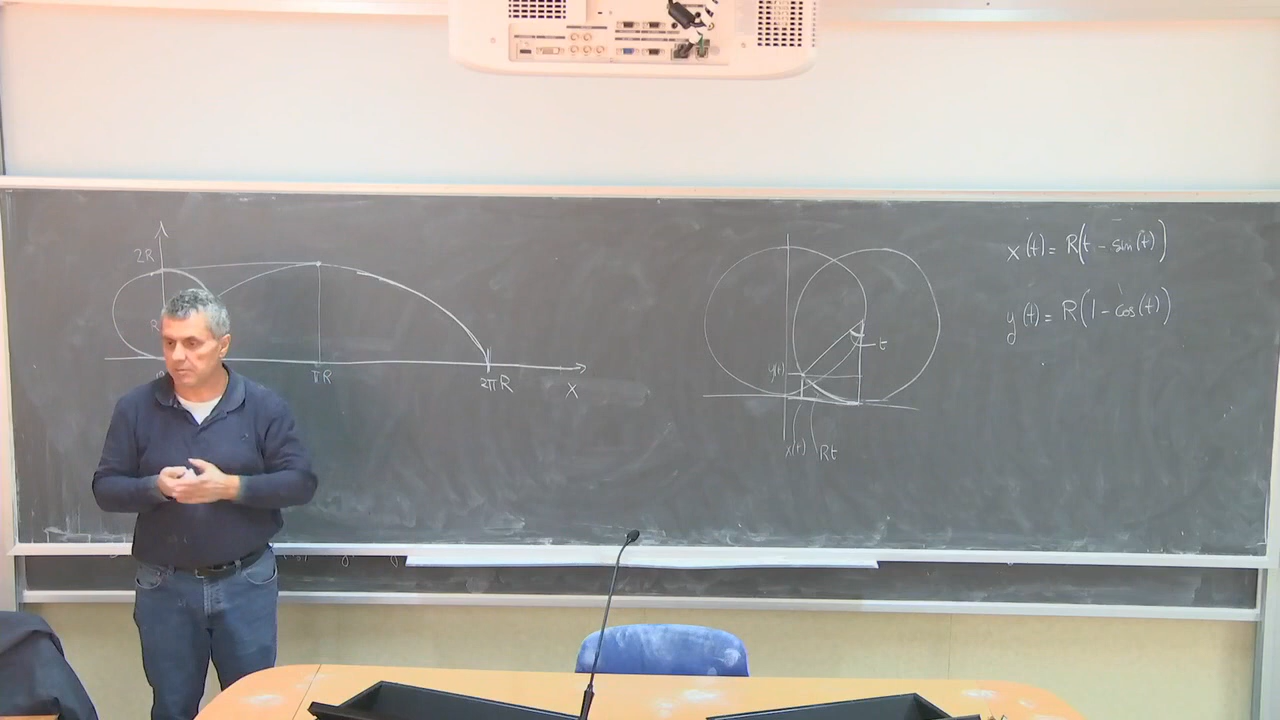 2R
R
πR
2πR
x
y(t)
t
x(t)
Rt
x(t) = R(t - sin(t))
y(t) = R(1 - cos(t))